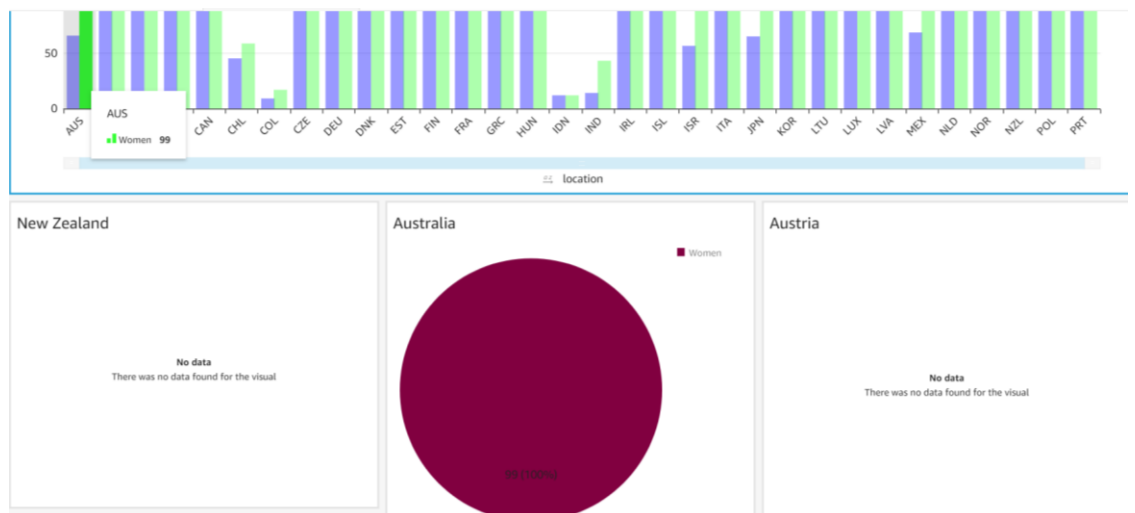 50
0
AUS
CAN
CHL
COL
CZE
DEU
DNK
EST
FIN
FRA
GRC
HUN
IDN
IND
IRL
ISL
ISR
ITA
JPN
KOR
LTU
LUX
LVA
MEX
NLD
NOR
NZL
POL
PRT
AUS
Women 99
location
New Zealand
No data
There was no data found for the visual
Australia
Women
99 (100%)
Austria
No data
There was no data found for the visual